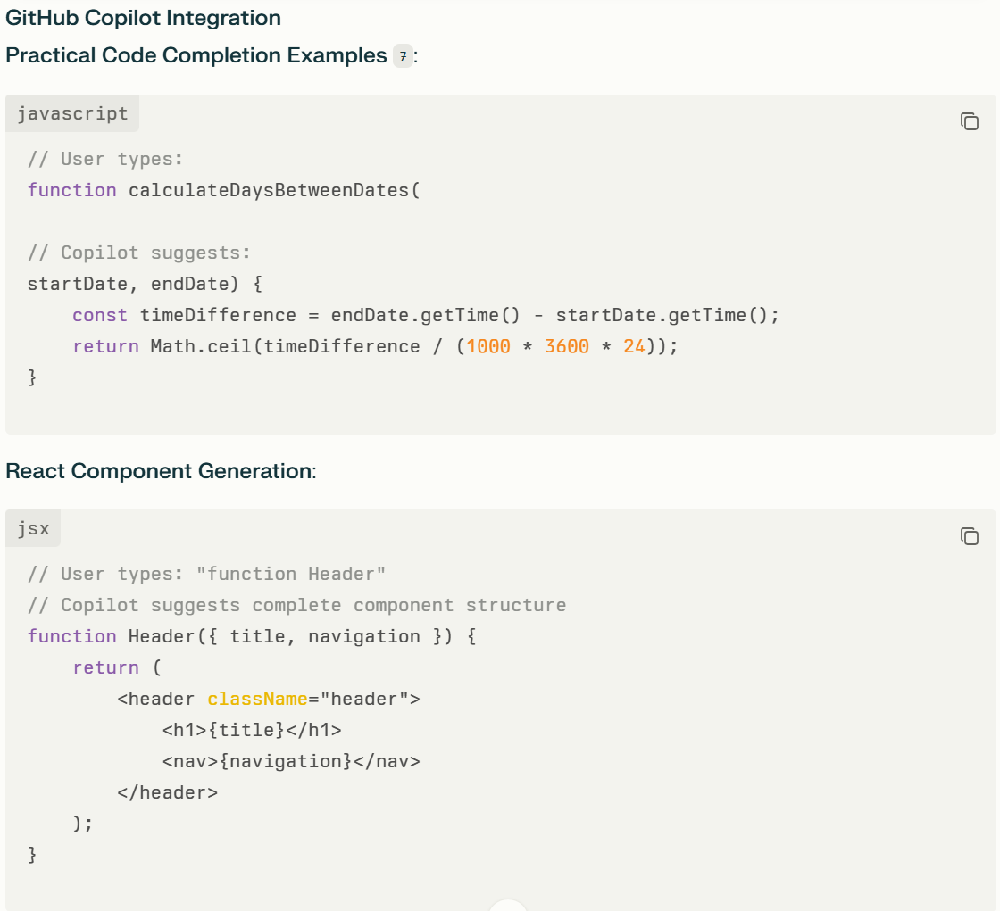 GitHub Copilot Integration
Practical Code Completion Examples 7:
javascript
// User types:
function calculateDaysBetweenDates(
// Copilot suggests:
startDate, endDate) {
    const timeDifference = endDate.getTime() - startDate.getTime();
    return Math.ceil(timeDifference / (1000 * 3600 * 24));
}
React Component Generation:
jsx
// User types: "function Header"
// Copilot suggests complete component structure
function Header({ title, navigation }) {
    return (
        <header className="header">
            <h1>{title}</h1>
            <nav>{navigation}</nav>
        </header>
    );
}